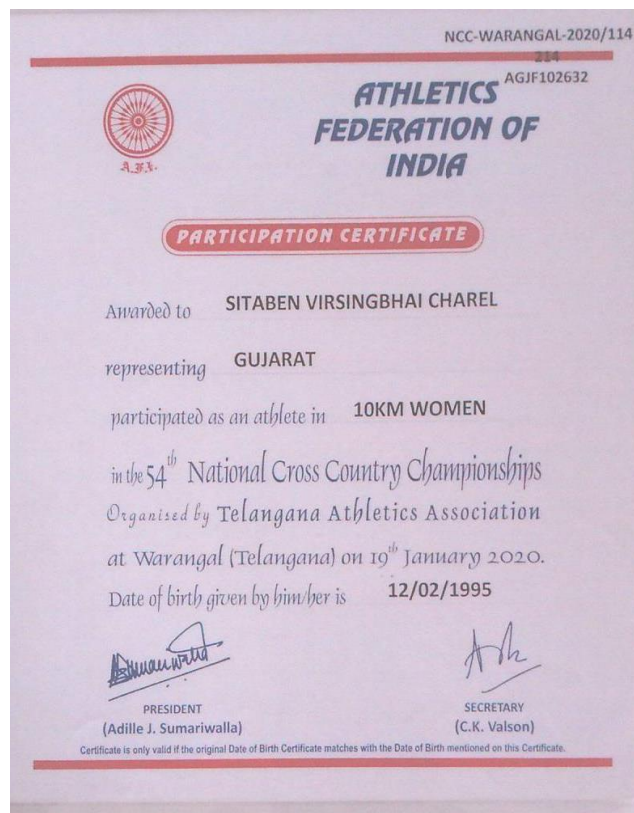 NCC-WARANGAL-2020/114
214
AGJF102632
ATHLETICS
FEDERATION OF
INDIA
A.F.I.
PARTICIPATION CERTIFICATE
Awarded to SITABEN VIRSINGBHAI CHAREL
representing GUJARAT
participated as an athlete in 10KM WOMEN
in the 54th National Cross Country Championships
Organised by Telangana Athletics Association
at Warangal (Telangana) on 19th January 2020.
Date of birth given by him/her is 12/02/1995
PRESIDENT
(Adille J. Sumariwalla)
SECRETARY
(C.K. Valson)
Certificate is only valid if the original Date of Birth Certificate matches with the Date of Birth mentioned on this Certificate.